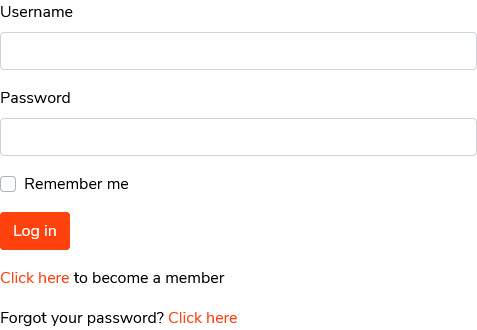 Username
Password
Remember me
Log in
Click here to become a member
Forgot your password? Click here